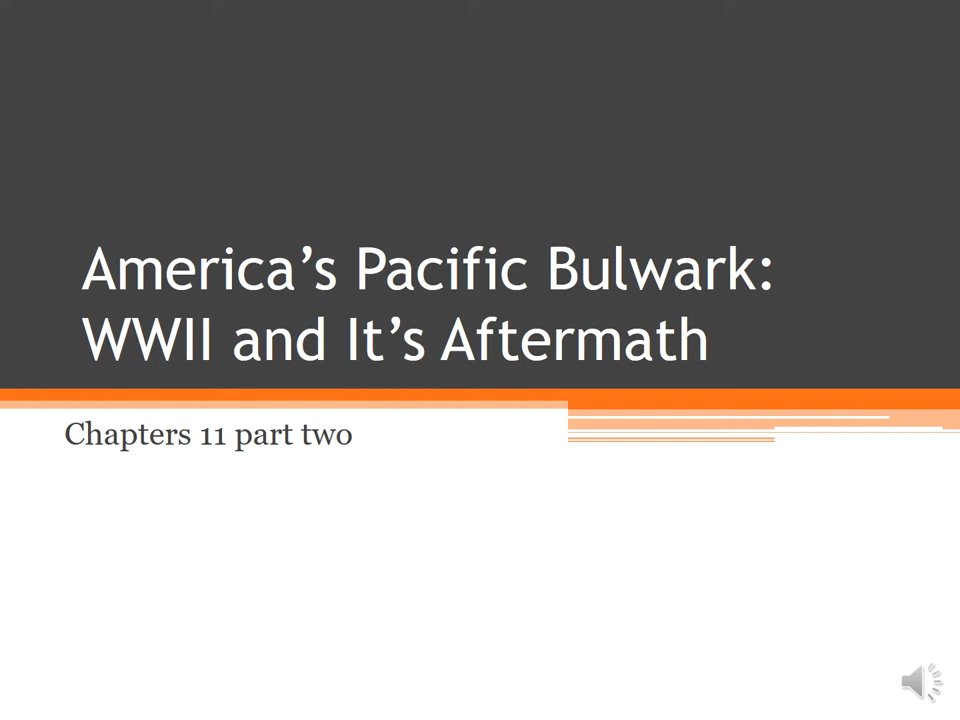 America’s Pacific Bulwark:
WWII and It’s Aftermath
Chapters 11 part two